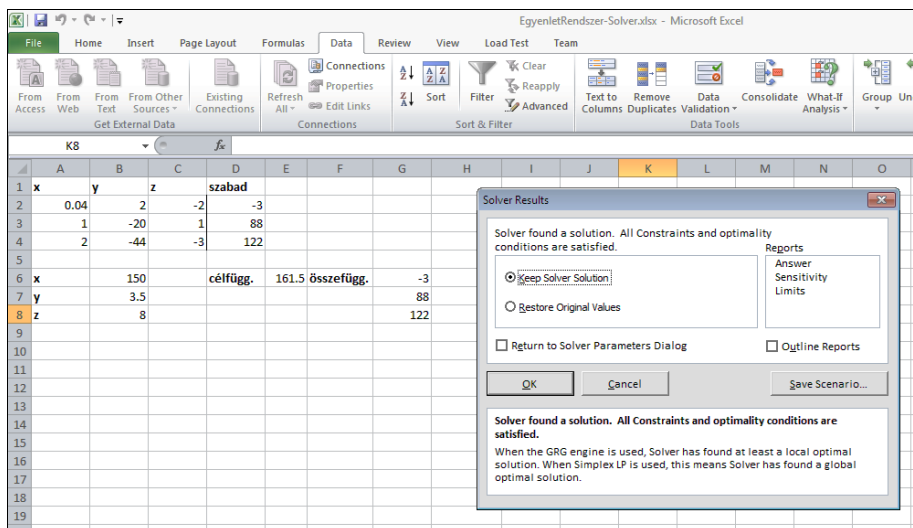 EgyenletRendszer-Solver.xlsx - Microsoft Excel
File Home Insert Page Layout Formulas Data Review View Load Test Team
From Access
From Web
From Text
From Other Sources
Existing Connections
Get External Data
Refresh All
Connections
Properties
Edit Links
Connections
Sort
Filter
Clear
Reapply
Advanced
Sort & Filter
Text to Columns
Remove Duplicates
Data Validation
Consolidate
What-If Analysis
Data Tools
Group
Un
K8 fx
A B C D E F G H I J K L M N O
1 x y z szabad
2 0.04 2 -2 -3
3 1 -20 1 88
4 2 -44 -3 122
5
6 x 150 célfügg. 161.5 összefügg. -3
7 y 3.5 88
8 z 8 122
9
10
11
12
13
14
15
16
17
18
19
Solver Results
Solver found a solution. All Constraints and optimality
conditions are satisfied.
Reports
Answer
Sensitivity
Limits
Keep Solver Solution
Restore Original Values
Return to Solver Parameters Dialog
Outline Reports
OK Cancel Save Scenario...
Solver found a solution. All Constraints and optimality conditions are
satisfied.
When the GRG engine is used, Solver has found at least a local optimal
solution. When Simplex LP is used, this means Solver has found a global
optimal solution.